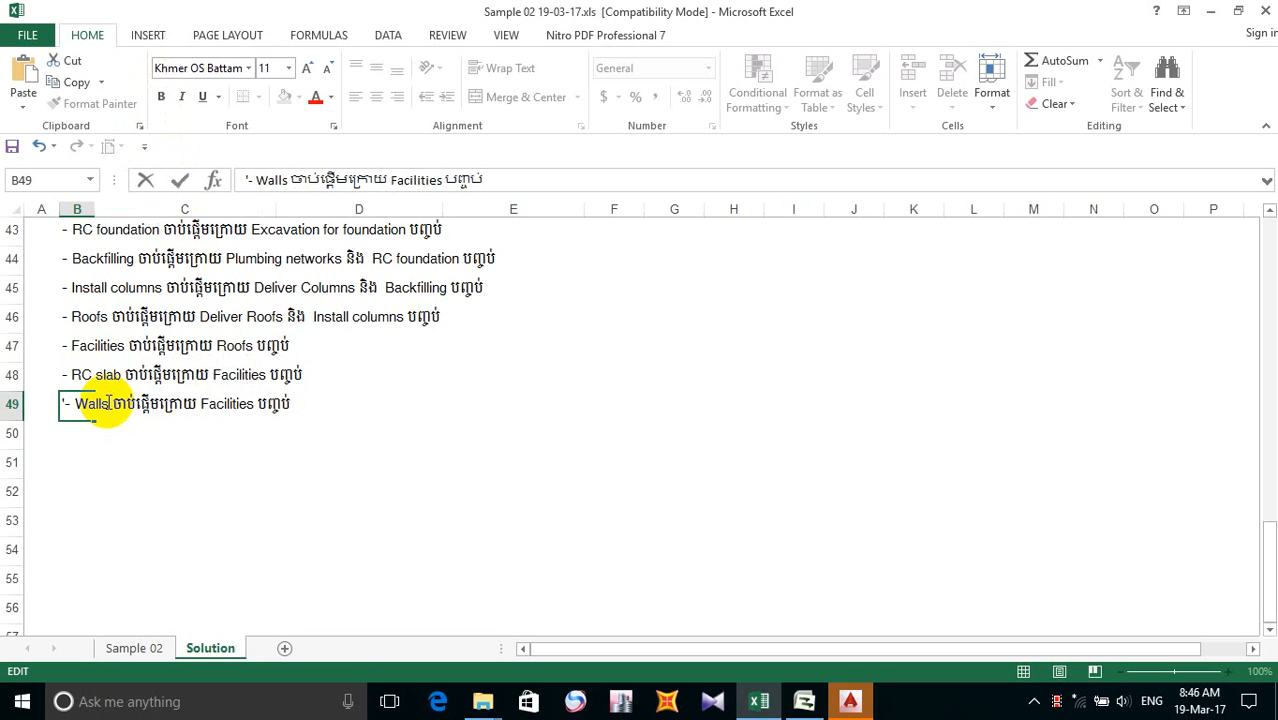 Sample 02 19-03-17.xls [Compatibility Mode] - Microsoft Excel
?
FILE HOME INSERT PAGE LAYOUT FORMULAS DATA REVIEW VIEW Nitro PDF Professional 7 Sign in
Paste Cut Copy Format Painter Clipboard
Khmer OS Battam 11 B I U A Font
Wrap Text Merge & Center Alignment
General $ % Number
Conditional Formatting Format as Table Cell Styles Styles
Insert Delete Format Cells
AutoSum Fill Clear Sort & Filter Find & Select Editing
B49 fx '- Walls ចាប់ផ្តើមក្រោយ Facilities បញ្ចប់
A B C D E F G H I J K L M N O P
43 - RC foundation ចាប់ផ្តើមក្រោយ Excavation for foundation បញ្ចប់
44 - Backfilling ចាប់ផ្តើមក្រោយ Plumbing networks និង RC foundation បញ្ចប់
45 - Install columns ចាប់ផ្តើមក្រោយ Deliver Columns និង Backfilling បញ្ចប់
46 - Roofs ចាប់ផ្តើមក្រោយ Deliver Roofs និង Install columns បញ្ចប់
47 - Facilities ចាប់ផ្តើមក្រោយ Roofs បញ្ចប់
48 - RC slab ចាប់ផ្តើមក្រោយ Facilities បញ្ចប់
49 '- Walls ចាប់ផ្តើមក្រោយ Facilities បញ្ចប់
50
51
52
53
54
55
56
57
Sample 02 Solution
EDIT 100%
Ask me anything ENG 8:46 AM
19-Mar-17